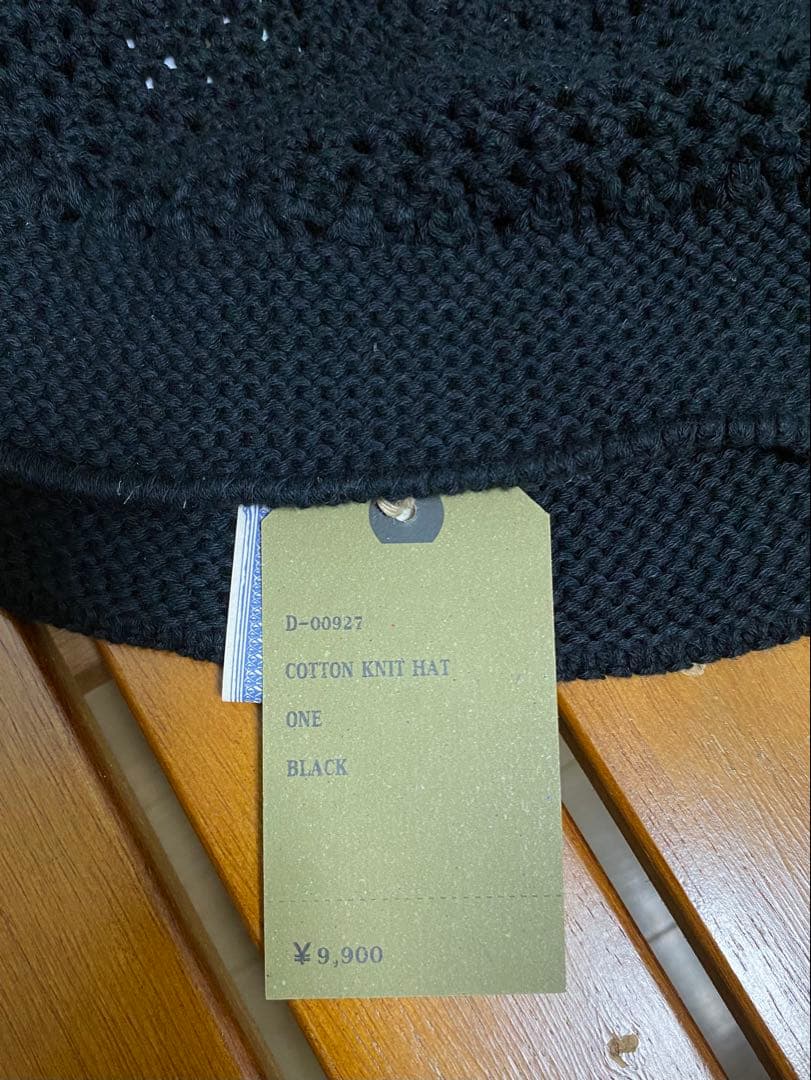 D-00927
COTTON KNIT HAT
ONE
BLACK
¥9,900